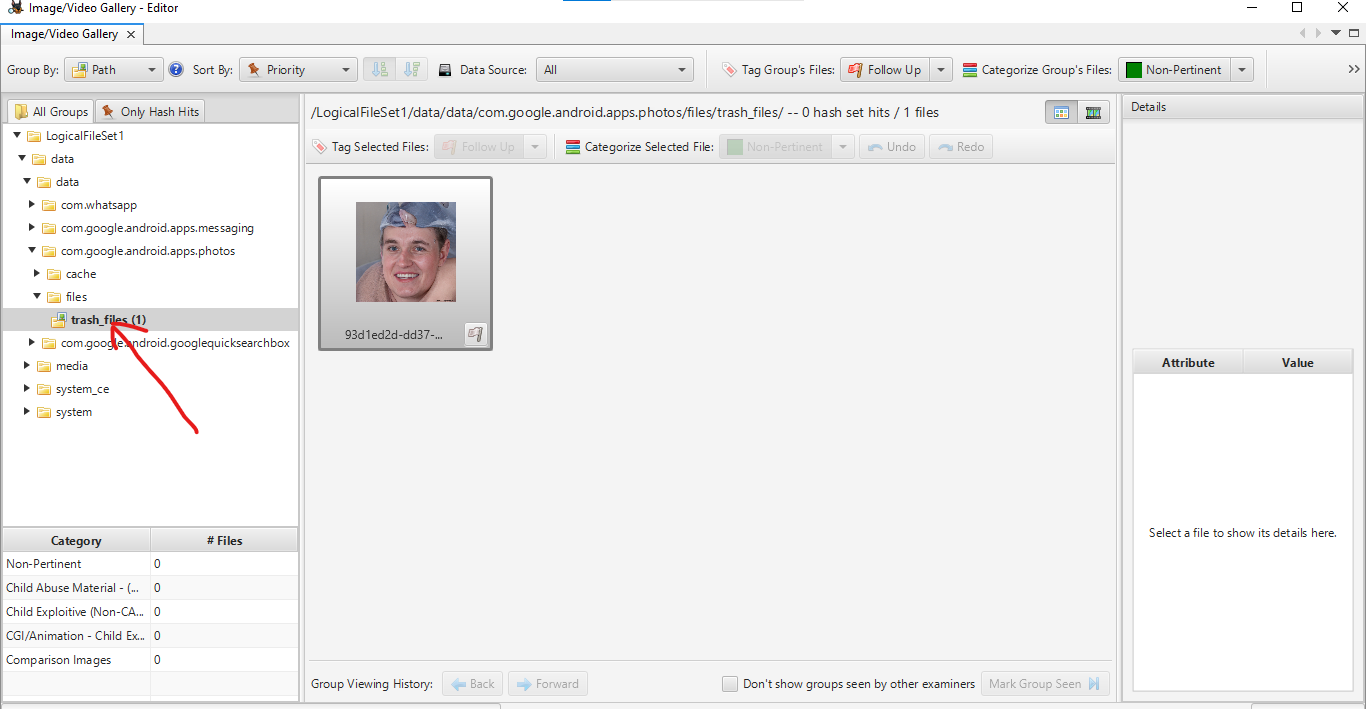 Image/Video Gallery - Editor
Image/Video Gallery
Group By: Path Sort By: Priority Data Source: All Tag Group's Files: Follow Up Categorize Group's Files: Non-Pertinent
All Groups Only Hash Hits
LogicalFileSet1
data
data
com.whatsapp
com.google.android.apps.messaging
com.google.android.apps.photos
cache
files
trash_files (1)
com.google.android.googlequicksearchbox
media
system_ce
system
Category # Files
Non-Pertinent 0
Child Abuse Material - (... 0
Child Exploitive (Non-CA... 0
CGI/Animation - Child Ex... 0
Comparison Images 0
/LogicalFileSet1/data/data/com.google.android.apps.photos/files/trash_files/ -- 0 hash set hits / 1 files
Tag Selected Files: Follow Up Categorize Selected File: Non-Pertinent Undo Redo
93d1ed2d-dd37-...
Group Viewing History: Back Forward Don't show groups seen by other examiners Mark Group Seen
Details
Attribute Value
Select a file to show its details here.